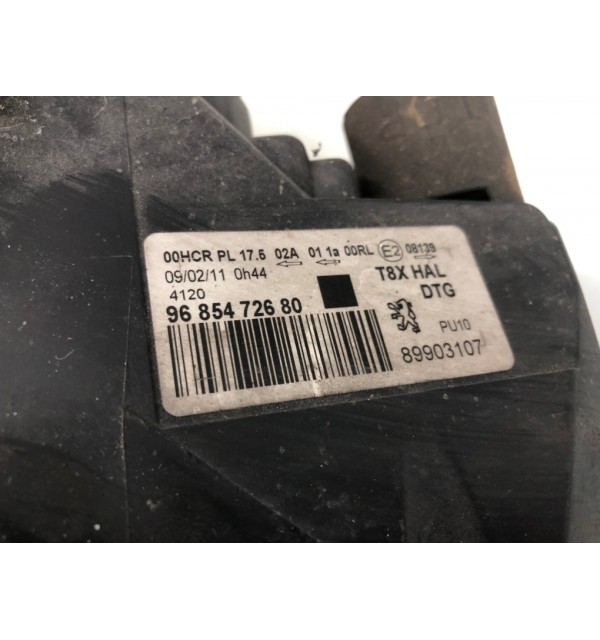 00HCR PL 17.5 02A 01 1a 00RL E2 08139
09/02/11 0h44
T8X HAL
4120
DTG
96 854 726 80
PU10
89903107